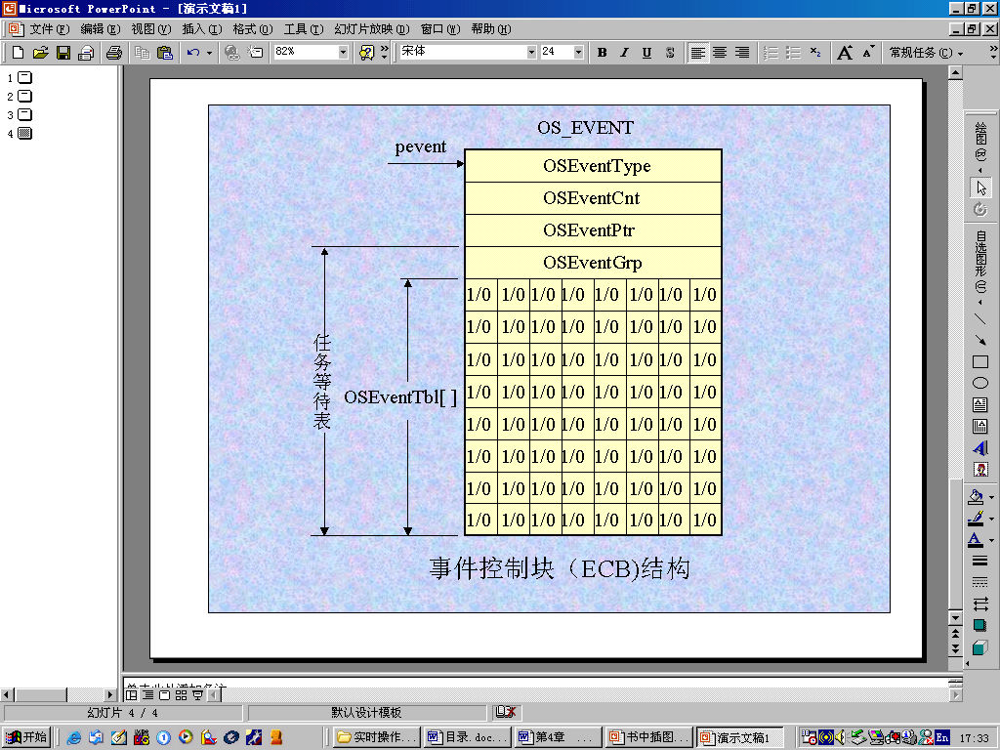 Microsoft PowerPoint - [演示文稿1]
文件(F) 编辑(E) 视图(V) 插入(I) 格式(O) 工具(T) 幻灯片放映(D) 窗口(W) 帮助(H)
82% 宋体 24 B I U S A A 常规任务(C)
1
2
3
4
OS_EVENT
pevent
OSEventType
OSEventCnt
OSEventPtr
OSEventGrp
1/0 1/0 1/0 1/0 1/0 1/0 1/0 1/0
1/0 1/0 1/0 1/0 1/0 1/0 1/0 1/0
1/0 1/0 1/0 1/0 1/0 1/0 1/0 1/0
1/0 1/0 1/0 1/0 1/0 1/0 1/0 1/0
1/0 1/0 1/0 1/0 1/0 1/0 1/0 1/0
1/0 1/0 1/0 1/0 1/0 1/0 1/0 1/0
1/0 1/0 1/0 1/0 1/0 1/0 1/0 1/0
1/0 1/0 1/0 1/0 1/0 1/0 1/0 1/0
任务等待表
OSEventTbl[ ]
事件控制块（ECB)结构
绘图
自选图形
幻灯片 4 / 4 默认设计模板
开始 实时操作... 目录.doc... 第4章 ... 书中插图... 演示文稿1 En 17:33